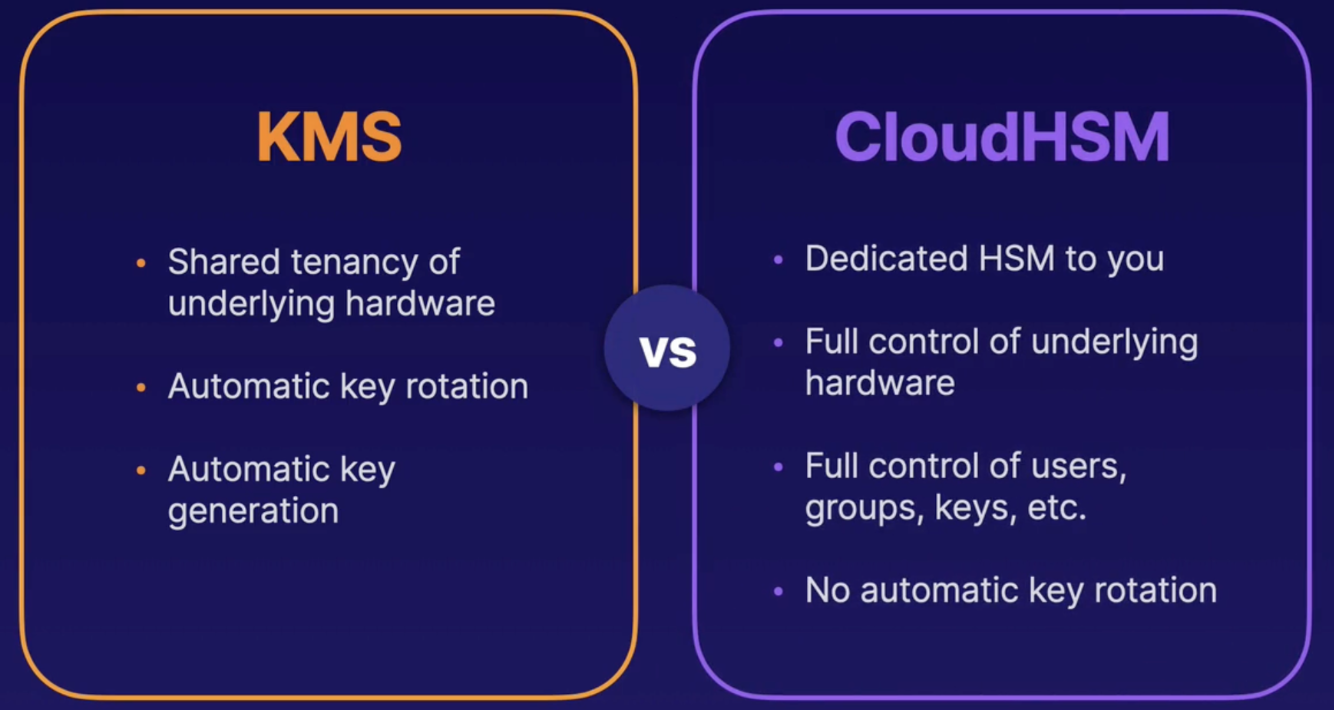 KMS
• Shared tenancy of
underlying hardware
• Automatic key rotation
• Automatic key
generation
vs
CloudHSM
• Dedicated HSM to you
• Full control of underlying
hardware
• Full control of users,
groups, keys, etc.
• No automatic key rotation